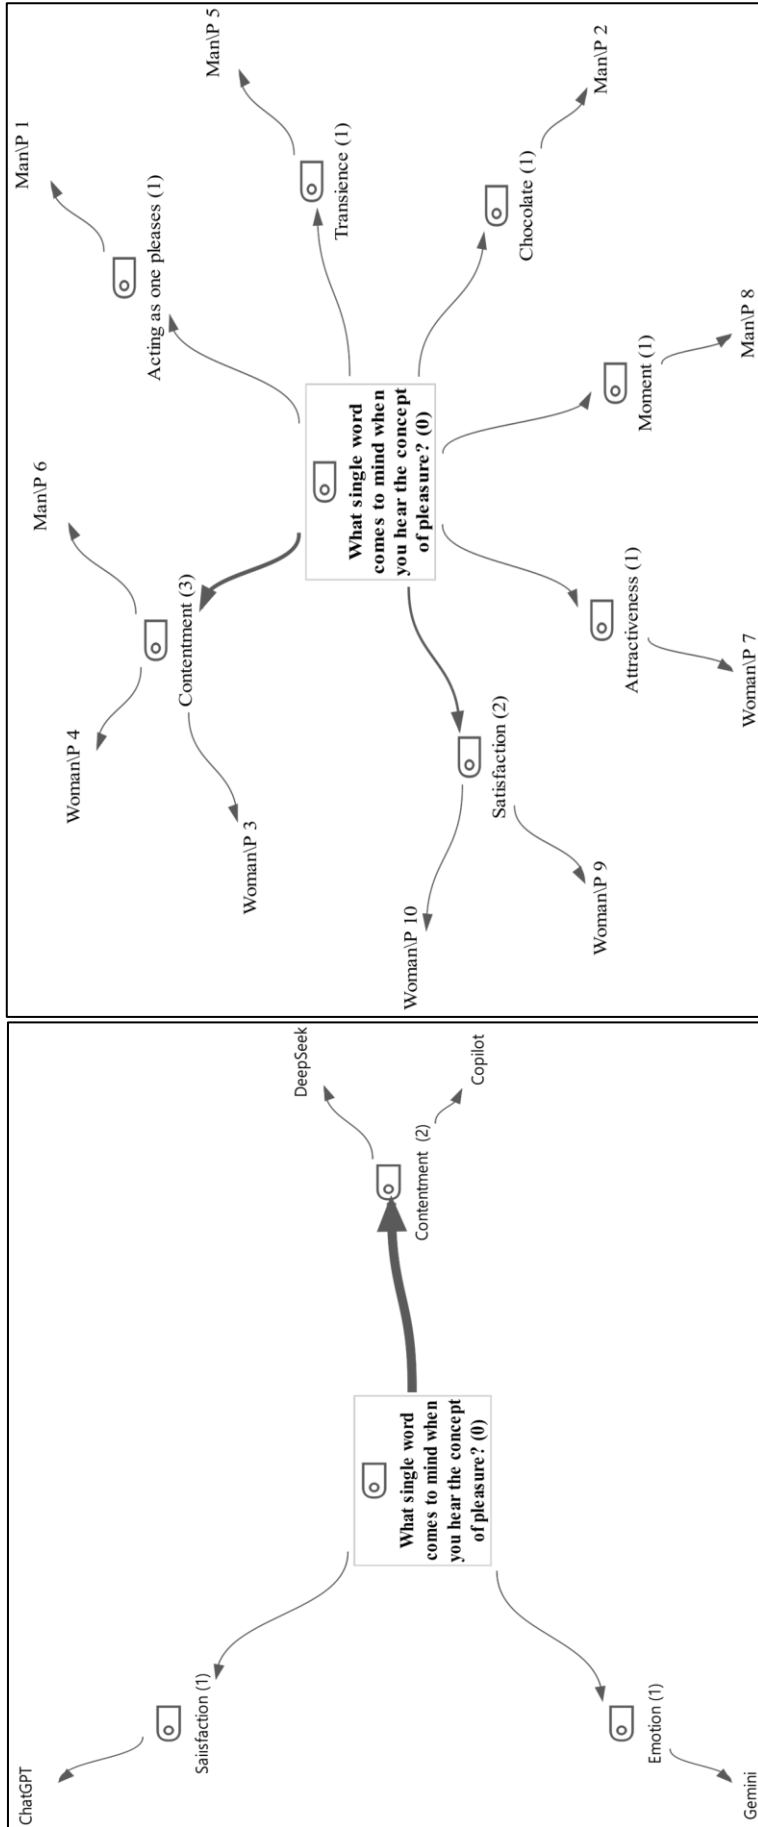 ChatGPT
Satisfaction (1)
DeepSeek
Contentment (2)
Copilot
What single word
comes to mind when
you hear the concept
of pleasure? (0)
Emotion (1)
Gemini
Man\P 1
Man\P 6
Woman\P 4
Acting as one pleases (1)
Contentment (3)
Man\P 5
Woman\P 3
Transience (1)
What single word
comes to mind when
you hear the concept
of pleasure? (0)
Woman\P 10
Satisfaction (2)
Chocolate (1)
Man\P 2
Woman\P 9
Attractiveness (1)
Moment (1)
Woman\P 7
Man\P 8